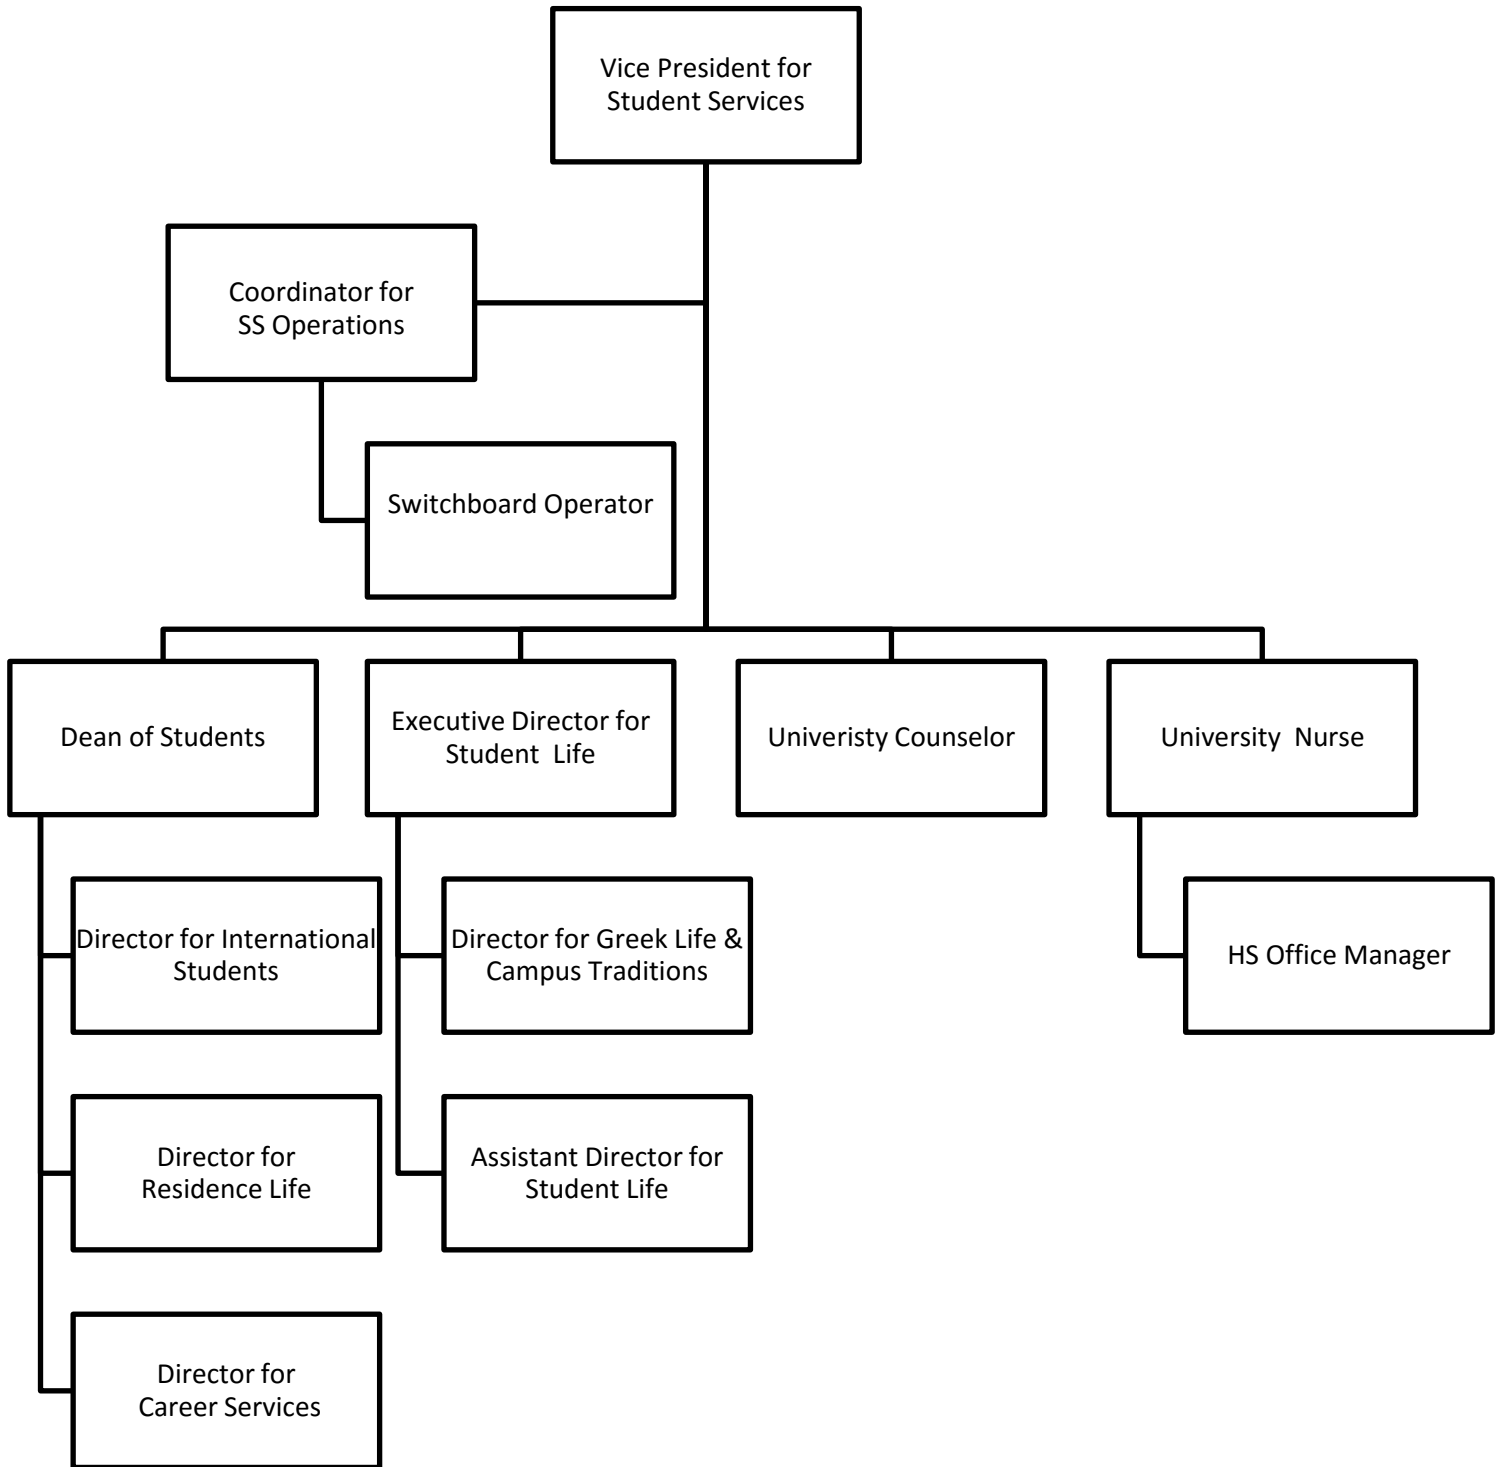 Vice President for
Student Services
Coordinator for
SS Operations
Switchboard Operator
Dean of Students
Executive Director for
Student  Life
Univeristy Counselor
University  Nurse
Director for International
Students
Director for Greek Life &
Campus Traditions
HS Office Manager
Director for
Residence Life
Assistant Director for
Student Life
Director for
Career Services